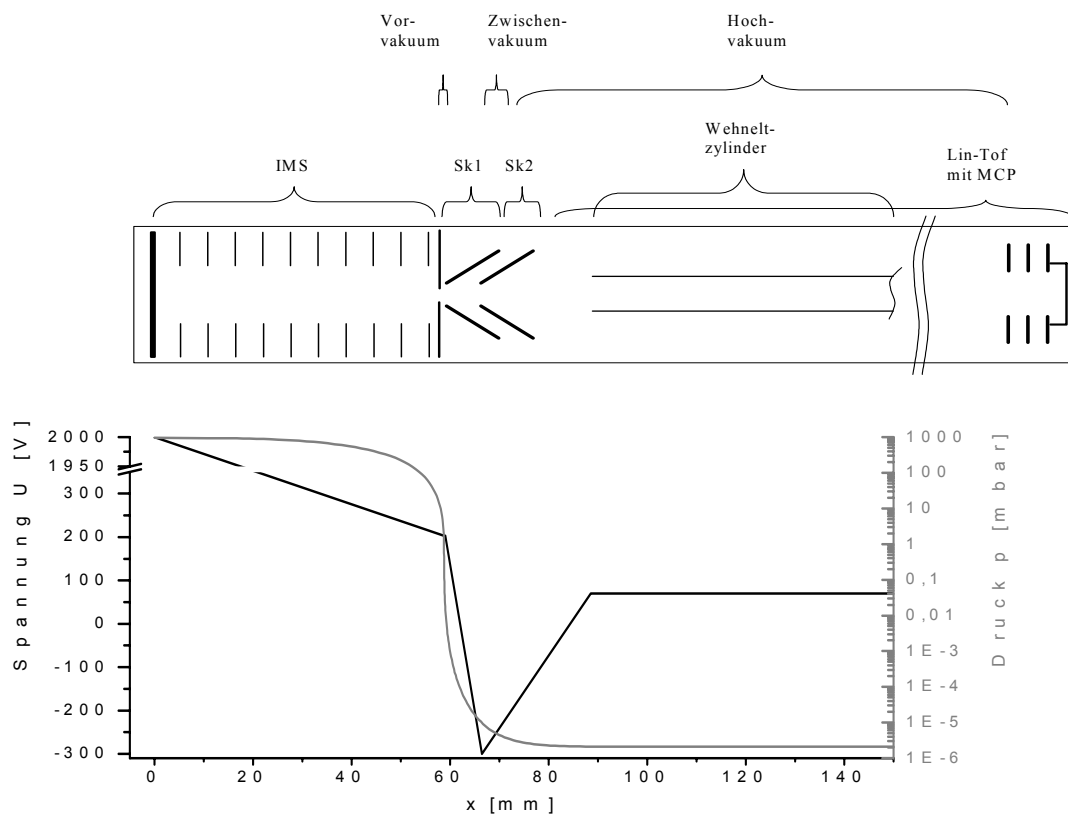 Vor-
vakuum
Zwischen-
vakuum
Hoch-
vakuum
Wehnelt-
zylinder
IMS
Sk1
Sk2
Lin-Tof
mit MCP
Spannung U [V]
2000
1950
300
200
100
0
-100
-200
-300
1000
100
10
1
0,1
0,01
1E-3
1E-4
1E-5
1E-6
Druck p [mbar]
0 20 40 60 80 100 120 140
x [mm]